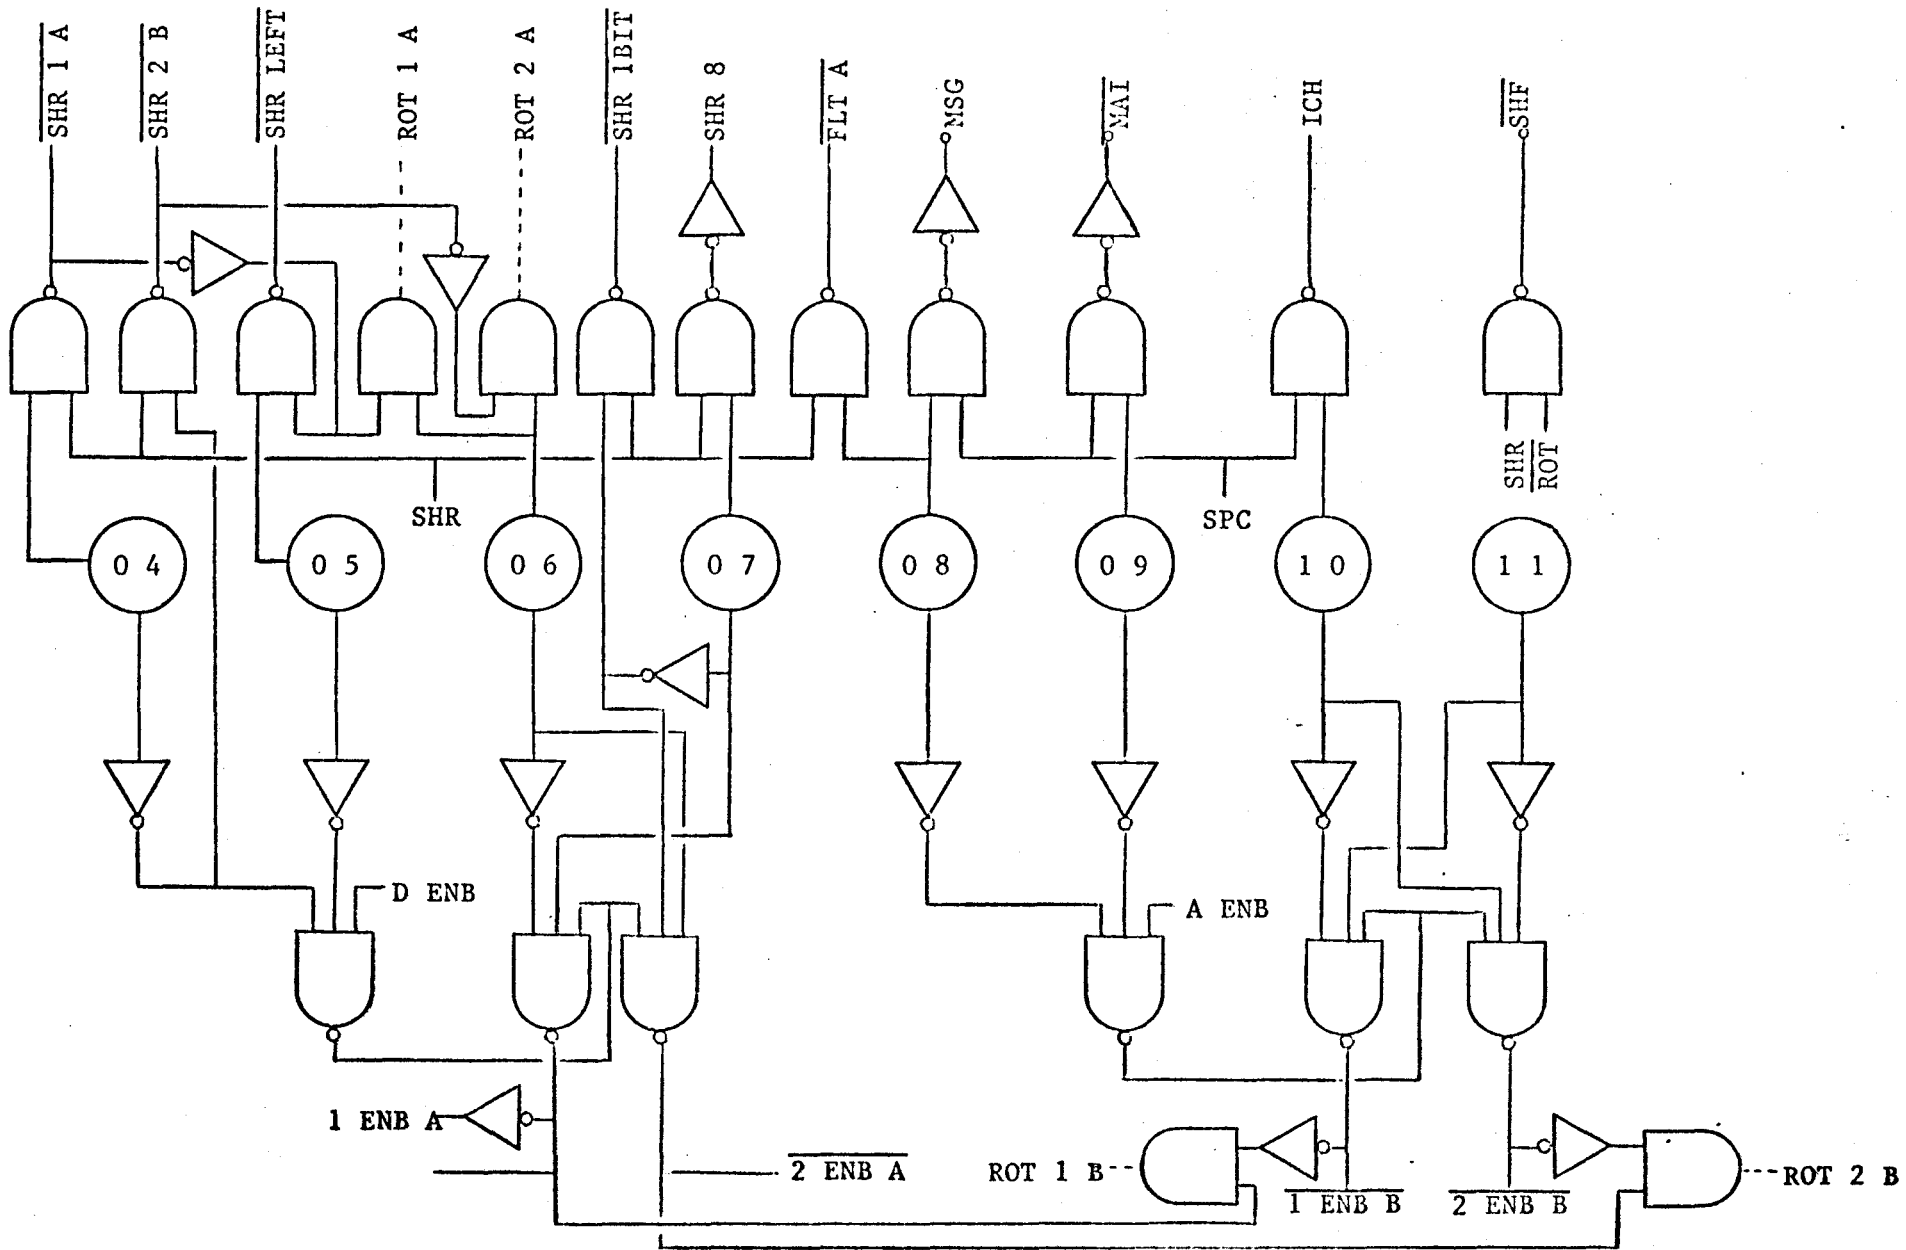 SHR 1 A
SHR 2 B
SHR LEFT
ROT 1 A
ROT 2 A
SHR 1BIT
SHR 8
FLT A
MSG
MAI
ICH
SHF
SHR
ROT
SHR
SPC
0 4
0 5
0 6
0 7
0 8
0 9
1 0
1 1
D ENB
A ENB
1 ENB A
2 ENB A
ROT 1 B
1 ENB B
2 ENB B
ROT 2 B